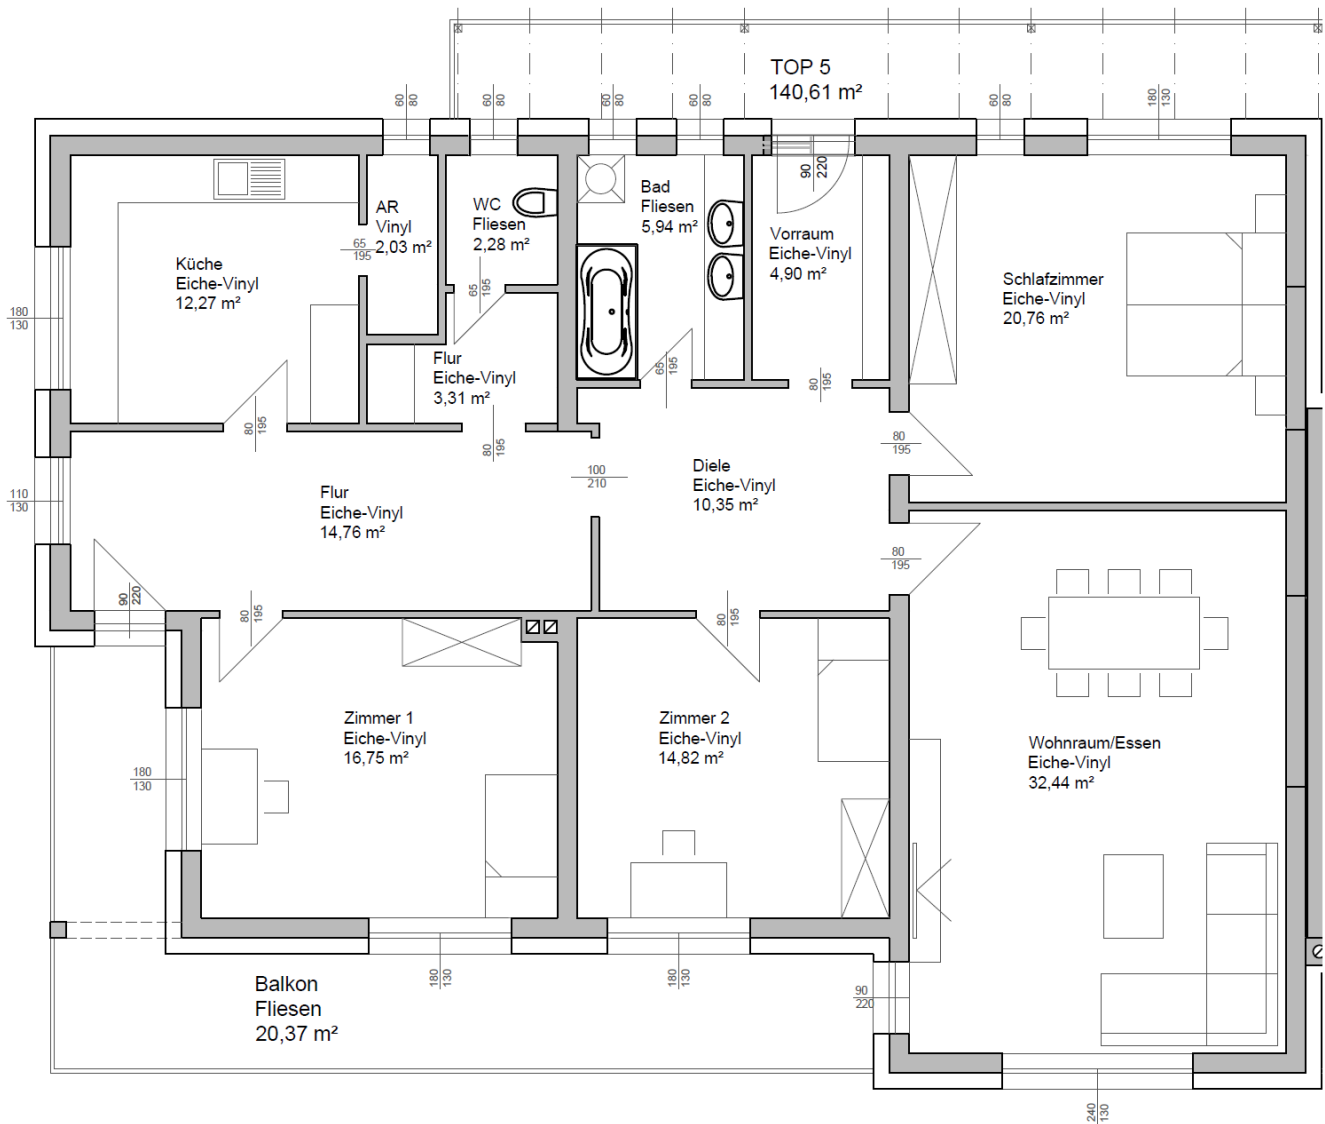 TOP 5
140,61 m²
60
80
60
80
60
80
60
80
60
80
180
130
90
220
AR
Vinyl
2,03 m²
WC
Fliesen
2,28 m²
Bad
Fliesen
5,94 m²
Vorraum
Eiche-Vinyl
4,90 m²
Küche
Eiche-Vinyl
12,27 m²
65
195
65
195
Schlafzimmer
Eiche-Vinyl
20,76 m²
180
130
Flur
Eiche-Vinyl
3,31 m²
65
195
80
195
80
195
80
195
80
195
110
130
Flur
Eiche-Vinyl
14,76 m²
100
210
Diele
Eiche-Vinyl
10,35 m²
80
195
90
220
80
195
80
195
Zimmer 1
Eiche-Vinyl
16,75 m²
Zimmer 2
Eiche-Vinyl
14,82 m²
Wohnraum/Essen
Eiche-Vinyl
32,44 m²
180
130
180
130
180
130
90
220
Balkon
Fliesen
20,37 m²
240
130